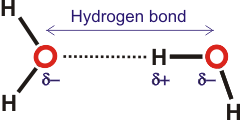 Hydrogen bond
H
O H O
δ− δ+ δ−
H H